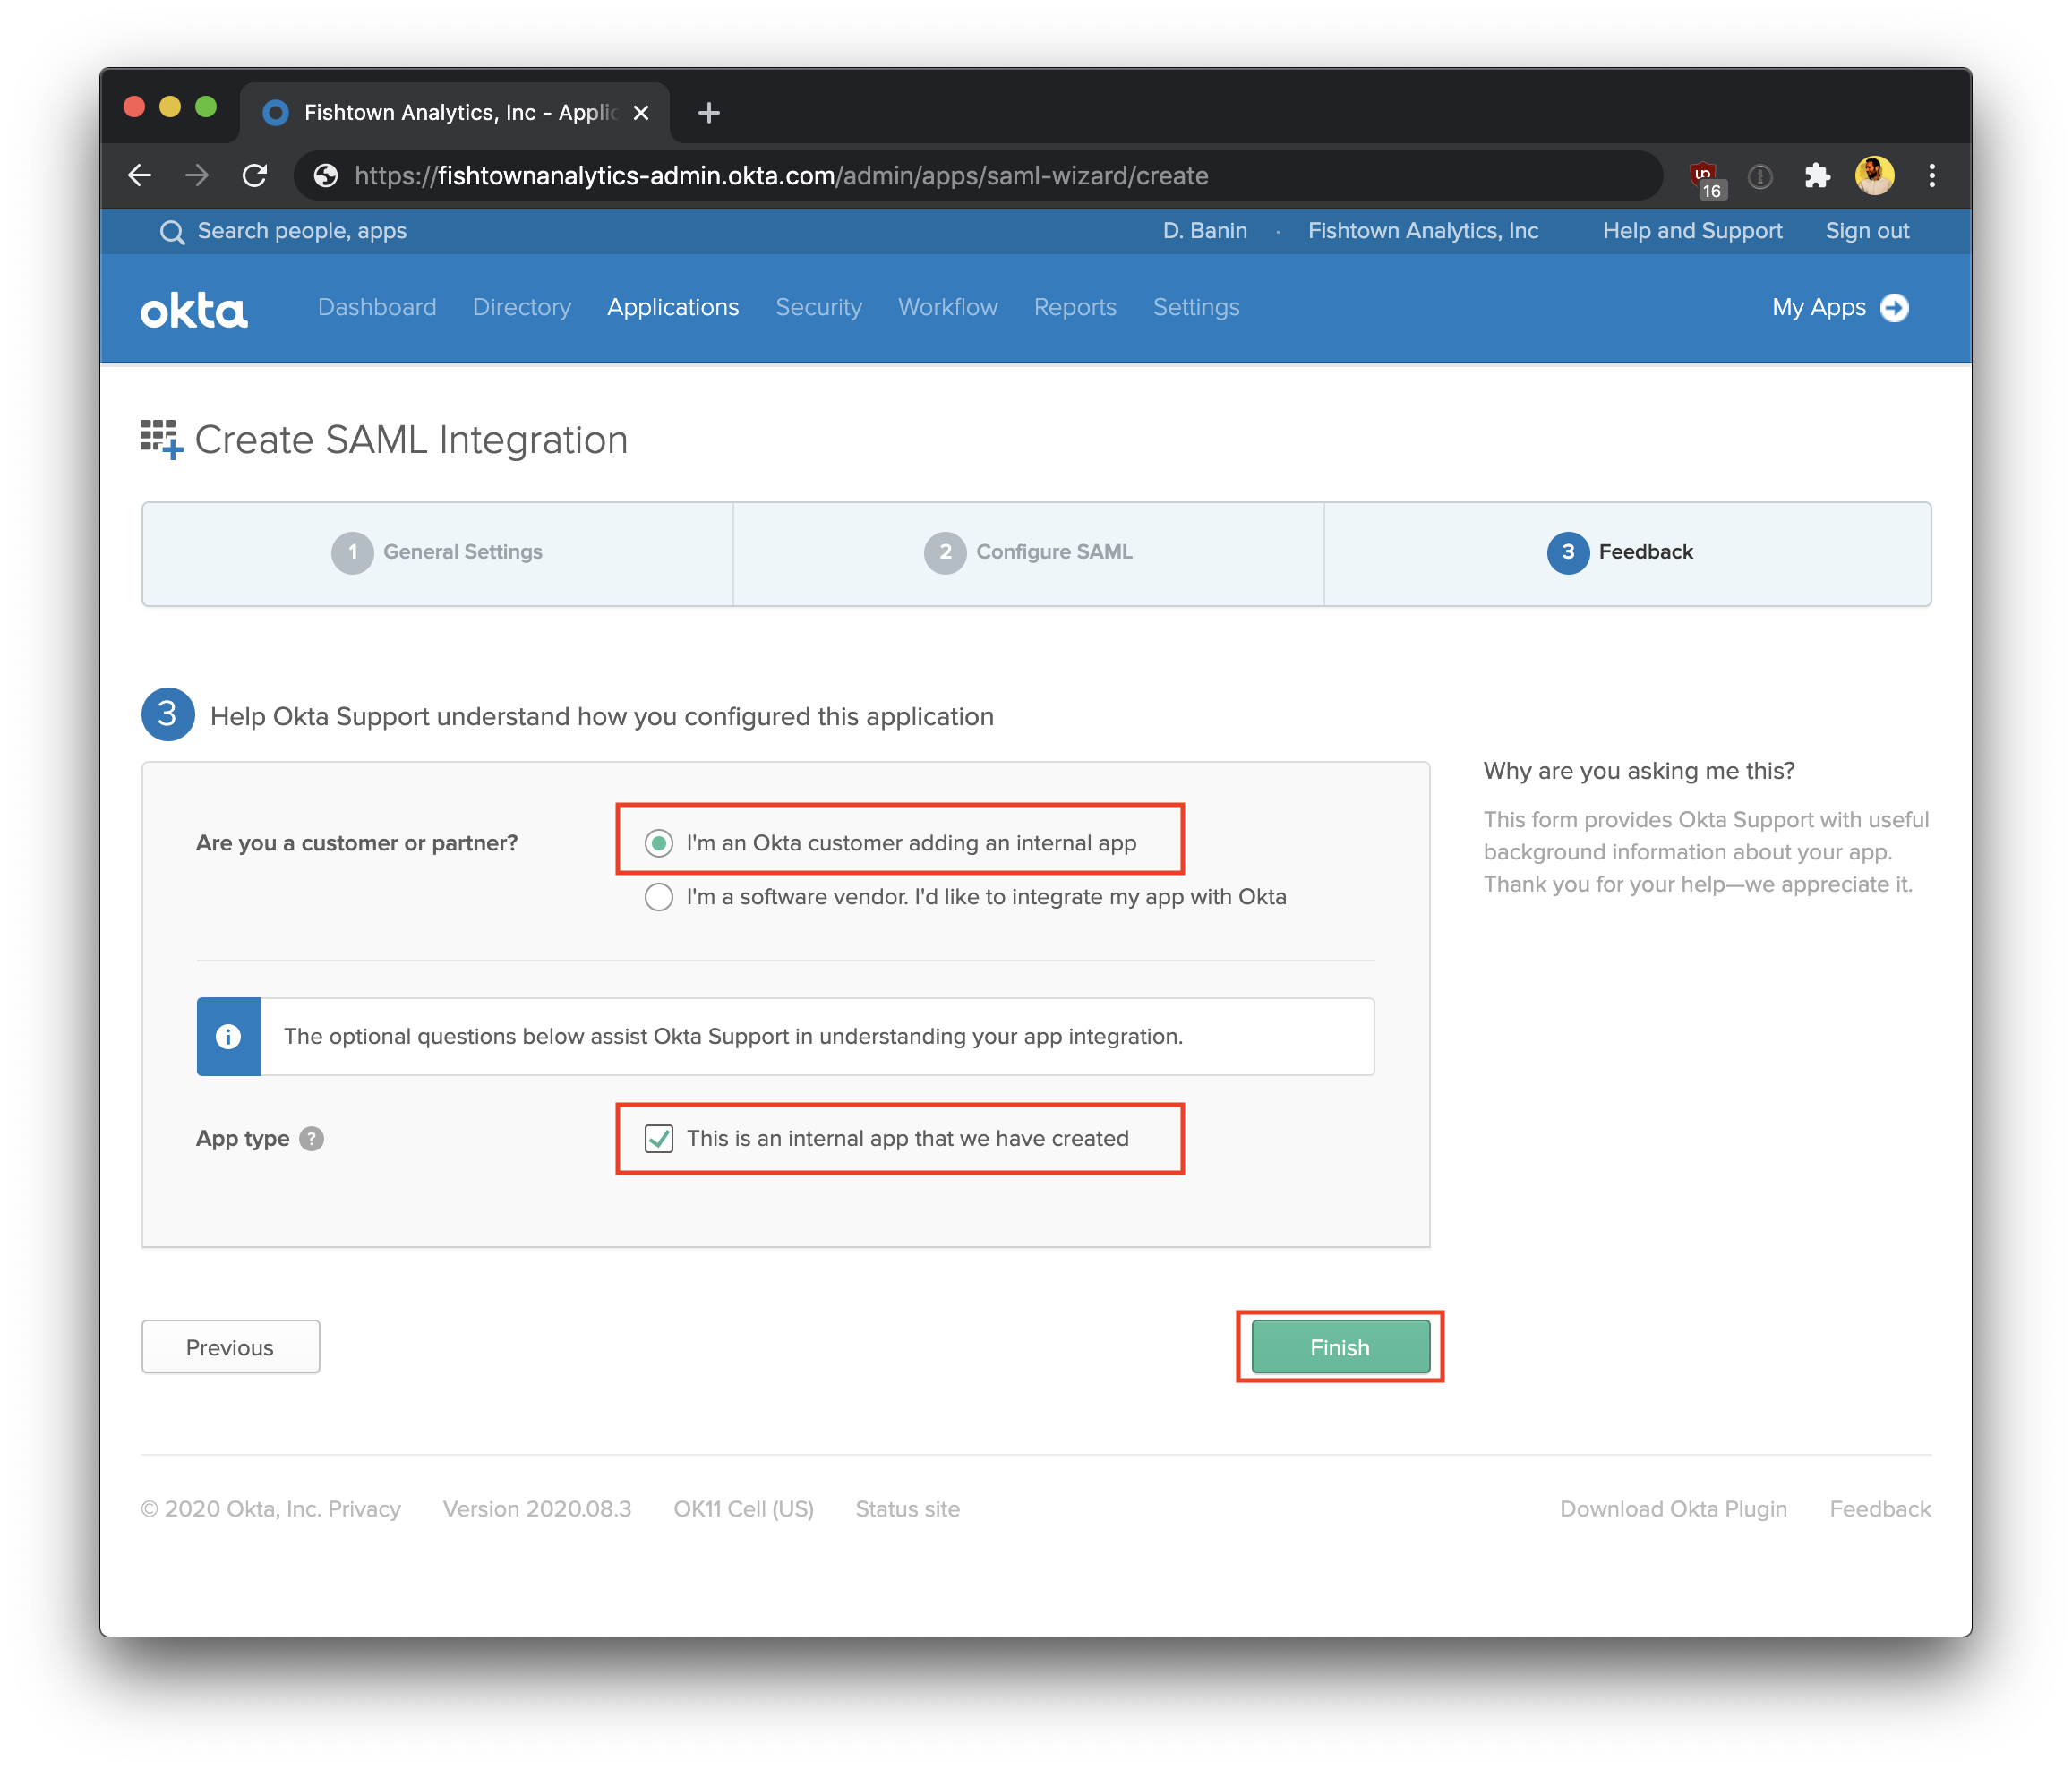 Fishtown Analytics, Inc - Applic
https://fishtownanalytics-admin.okta.com/admin/apps/saml-wizard/create
16
Search people, apps
D. Banin · Fishtown Analytics, Inc Help and Support Sign out
okta Dashboard Directory Applications Security Workflow Reports Settings My Apps
Create SAML Integration
1 General Settings 2 Configure SAML 3 Feedback
3 Help Okta Support understand how you configured this application
Are you a customer or partner?
I'm an Okta customer adding an internal app
I'm a software vendor. I'd like to integrate my app with Okta
The optional questions below assist Okta Support in understanding your app integration.
App type ?
This is an internal app that we have created
Why are you asking me this?
This form provides Okta Support with useful
background information about your app.
Thank you for your help—we appreciate it.
Previous
Finish
© 2020 Okta, Inc. Privacy Version 2020.08.3 OK11 Cell (US) Status site Download Okta Plugin Feedback